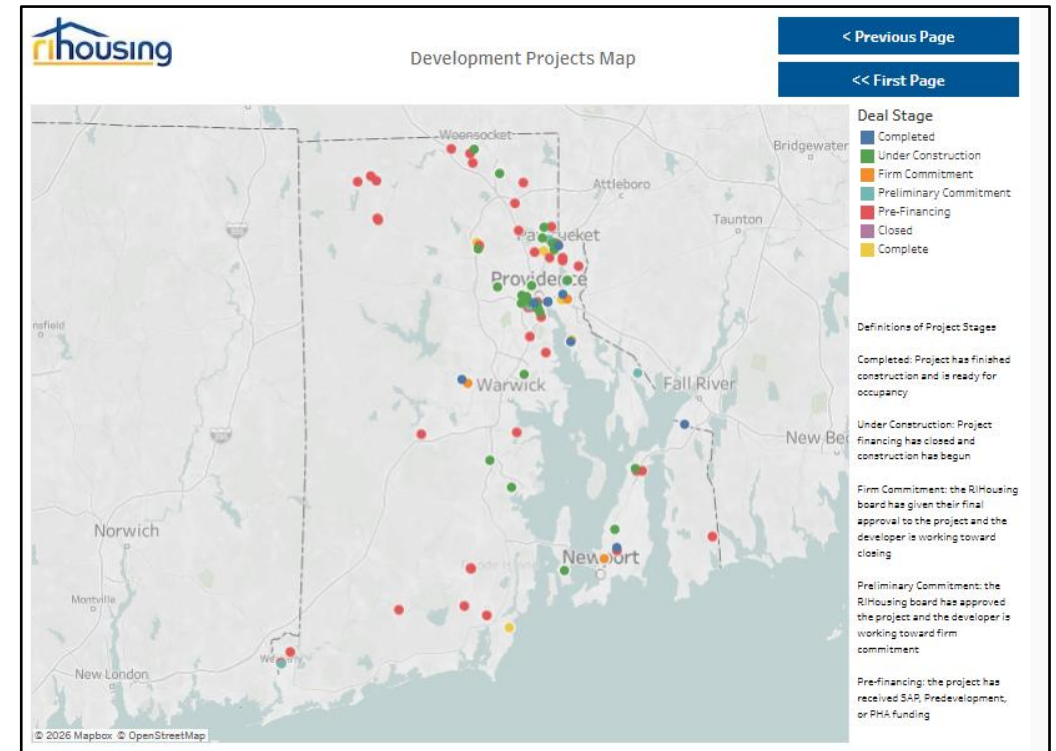 rihousing
Development Projects Map
< Previous Page
<< First Page
Deal Stage
Completed
Under Construction
Firm Commitment
Preliminary Commitment
Pre-Financing
Closed
Complete
Definitions of Project Stages
Completed: Project has finished
construction and is ready for
occupancy
Under Construction: Project
financing has closed and
construction has begun
Firm Commitment: the RIHousing
board has given their final
approval to the project and the
developer is working toward
closing
Preliminary Commitment: the
RIHousing board has approved
the project and the developer is
working toward firm
commitment
Pre-financing: the project has
received SAP, Predevelopment,
or PHA funding
Woonsocket
Bridgewater
Attleboro
Taunton
Pawtucket
Providence
nsfield
Warwick
Fall River
New Be
Norwich
Newport
Montville
Westerly
New London
© 2026 Mapbox © OpenStreetMap